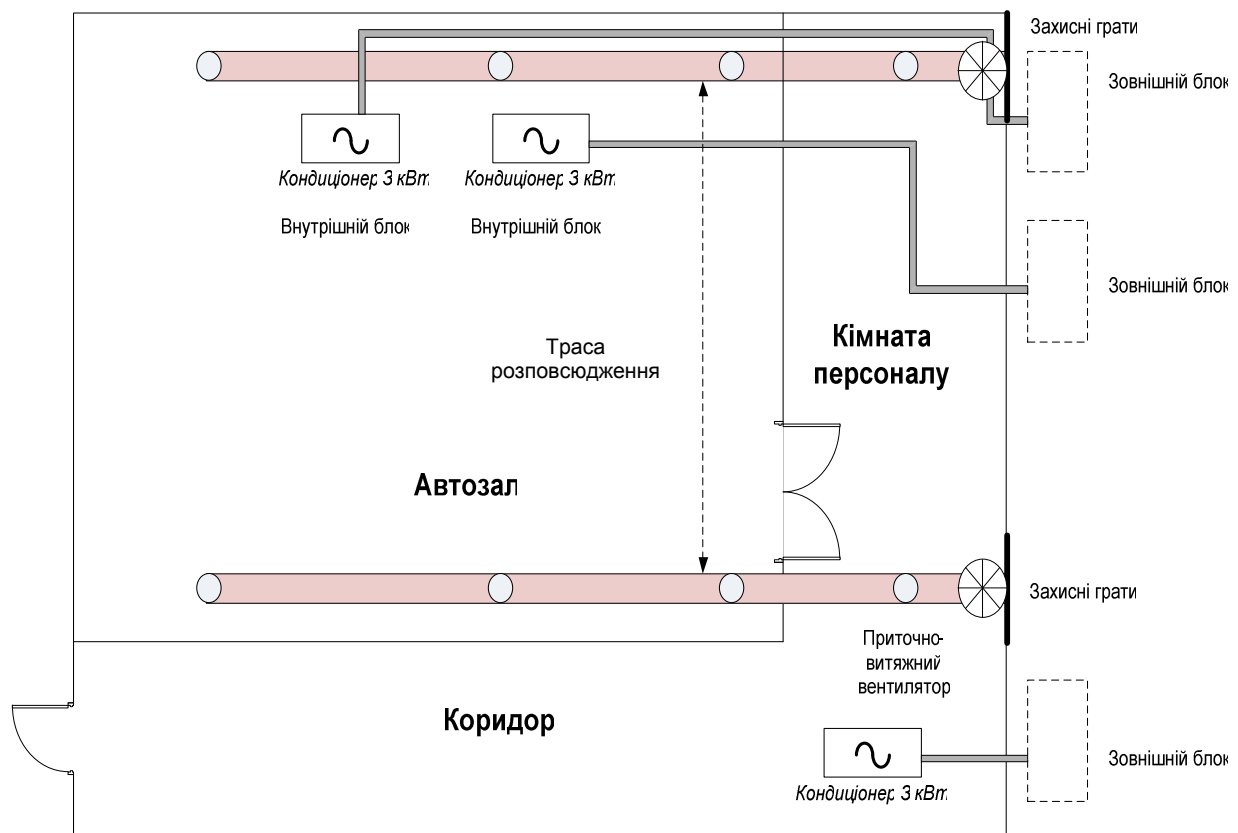 Захисні грати
Зовнішній блок
Кондиціонер 3 кВт
Кондиціонер 3 кВт
Внутрішній блок
Внутрішній блок
Зовнішній блок
Траса
розповсюдження
Кімната
персоналу
Автозал
Захисні грати
Приточно-
витяжний
вентилятор
Коридор
Зовнішній блок
Кондиціонер 3 кВт